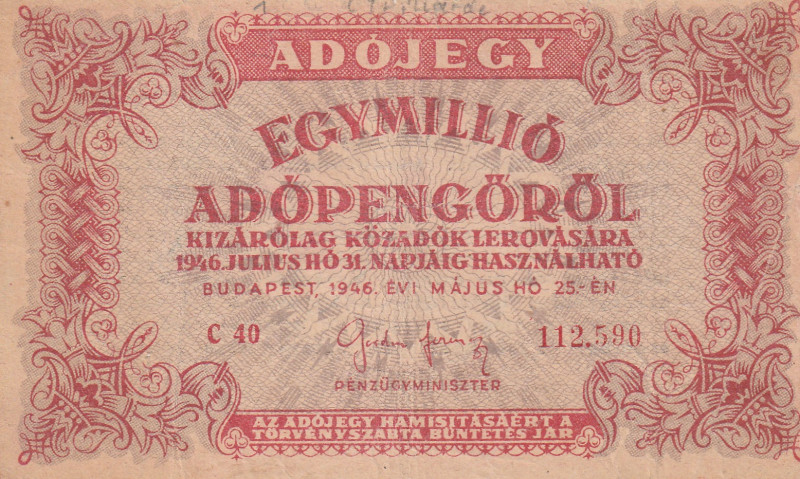 1
ADÓJEGY
EGYMILLIÓ
ADÓPENGŐRŐL
KIZÁRÓLAG KÖZADÓK LEROVÁSÁRA
1946. JULIUS HÓ 31. NAPJÁIG HASZNÁLHATÓ
BUDAPEST, 1946. ÉVI MÁJUS HÓ 25.-ÉN
C 40 112.590
PÉNZÜGYMINISZTER
AZ ADÓJEGY HAMISITÁSÁÉRT A
TÖRVÉNYSZABTA BÜNTETÉS JÁR